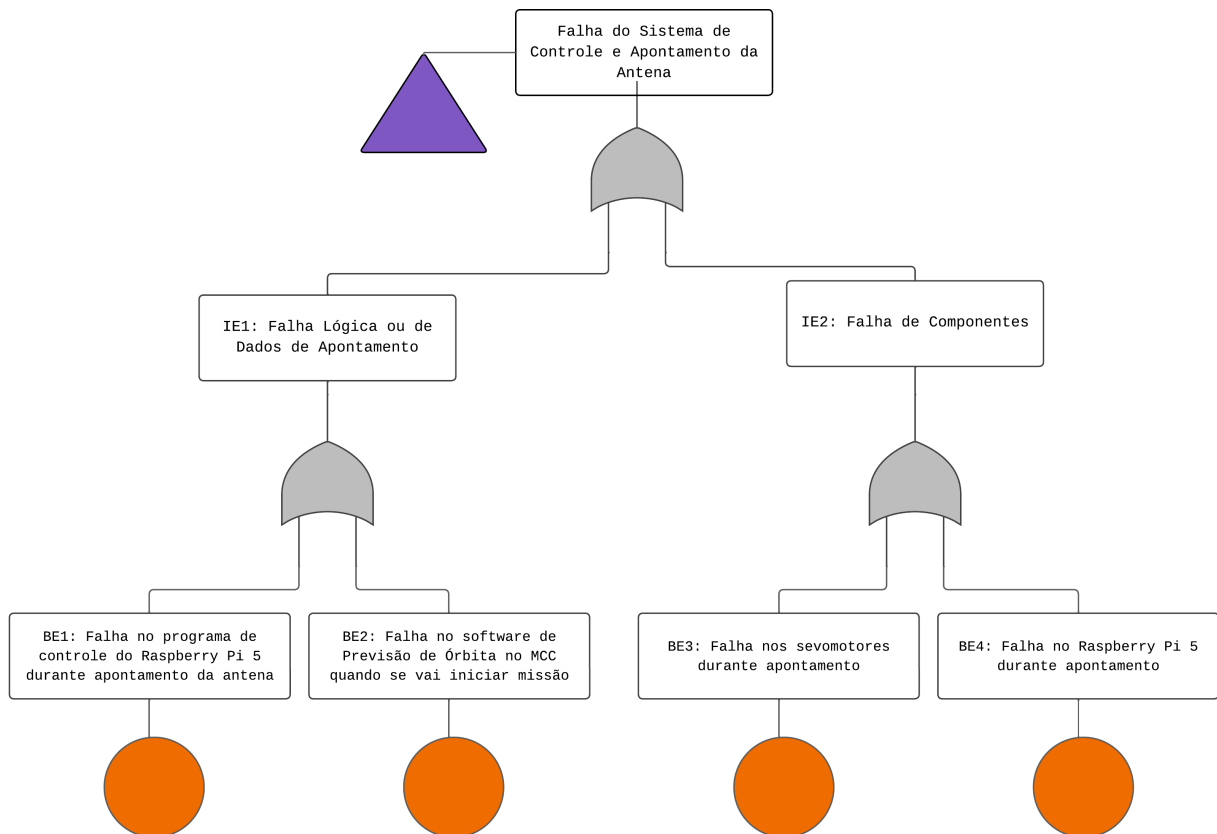 Falha do Sistema de
Controle e Apontamento da
Antena
IE1: Falha Lógica ou de
Dados de Apontamento
IE2: Falha de Componentes
BE1: Falha no programa de
controle do Raspberry Pi 5
durante apontamento da antena
BE2: Falha no software de
Previsão de Órbita no MCC
quando se vai iniciar missão
BE3: Falha nos sevomotores
durante apontamento
BE4: Falha no Raspberry Pi 5
durante apontamento